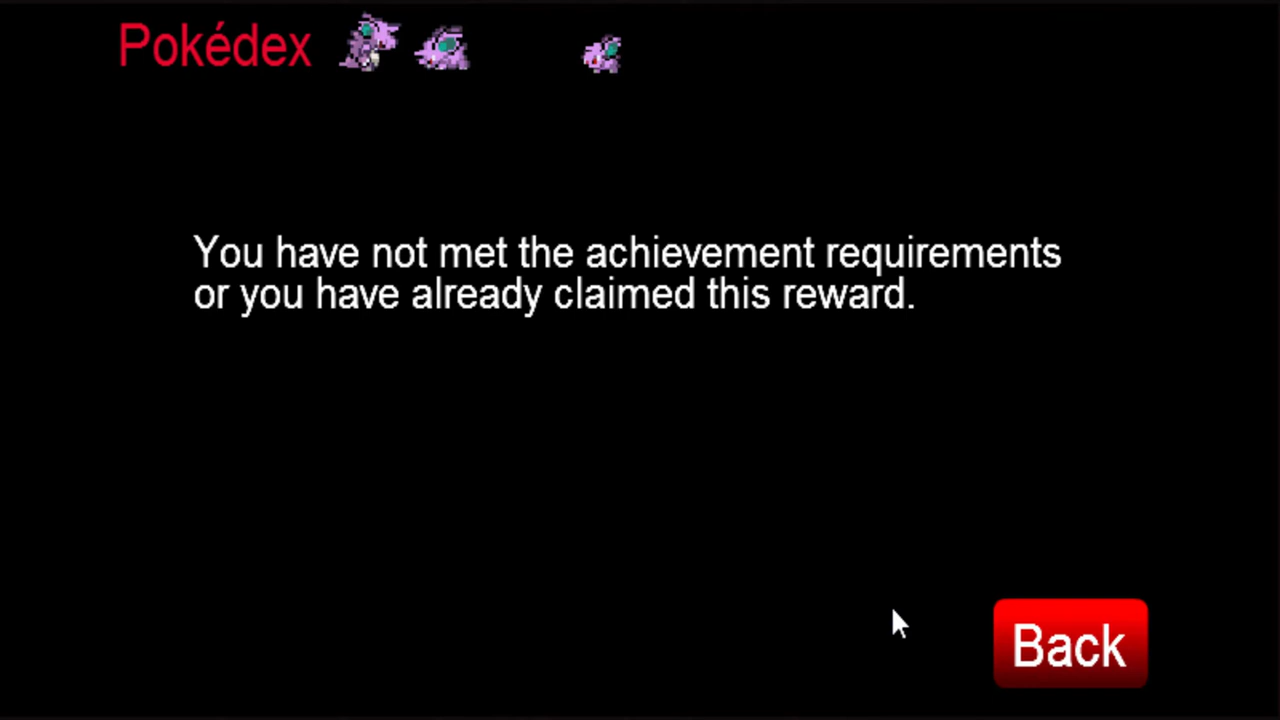 Pokédex
You have not met the achievement requirements
or you have already claimed this reward.
Back